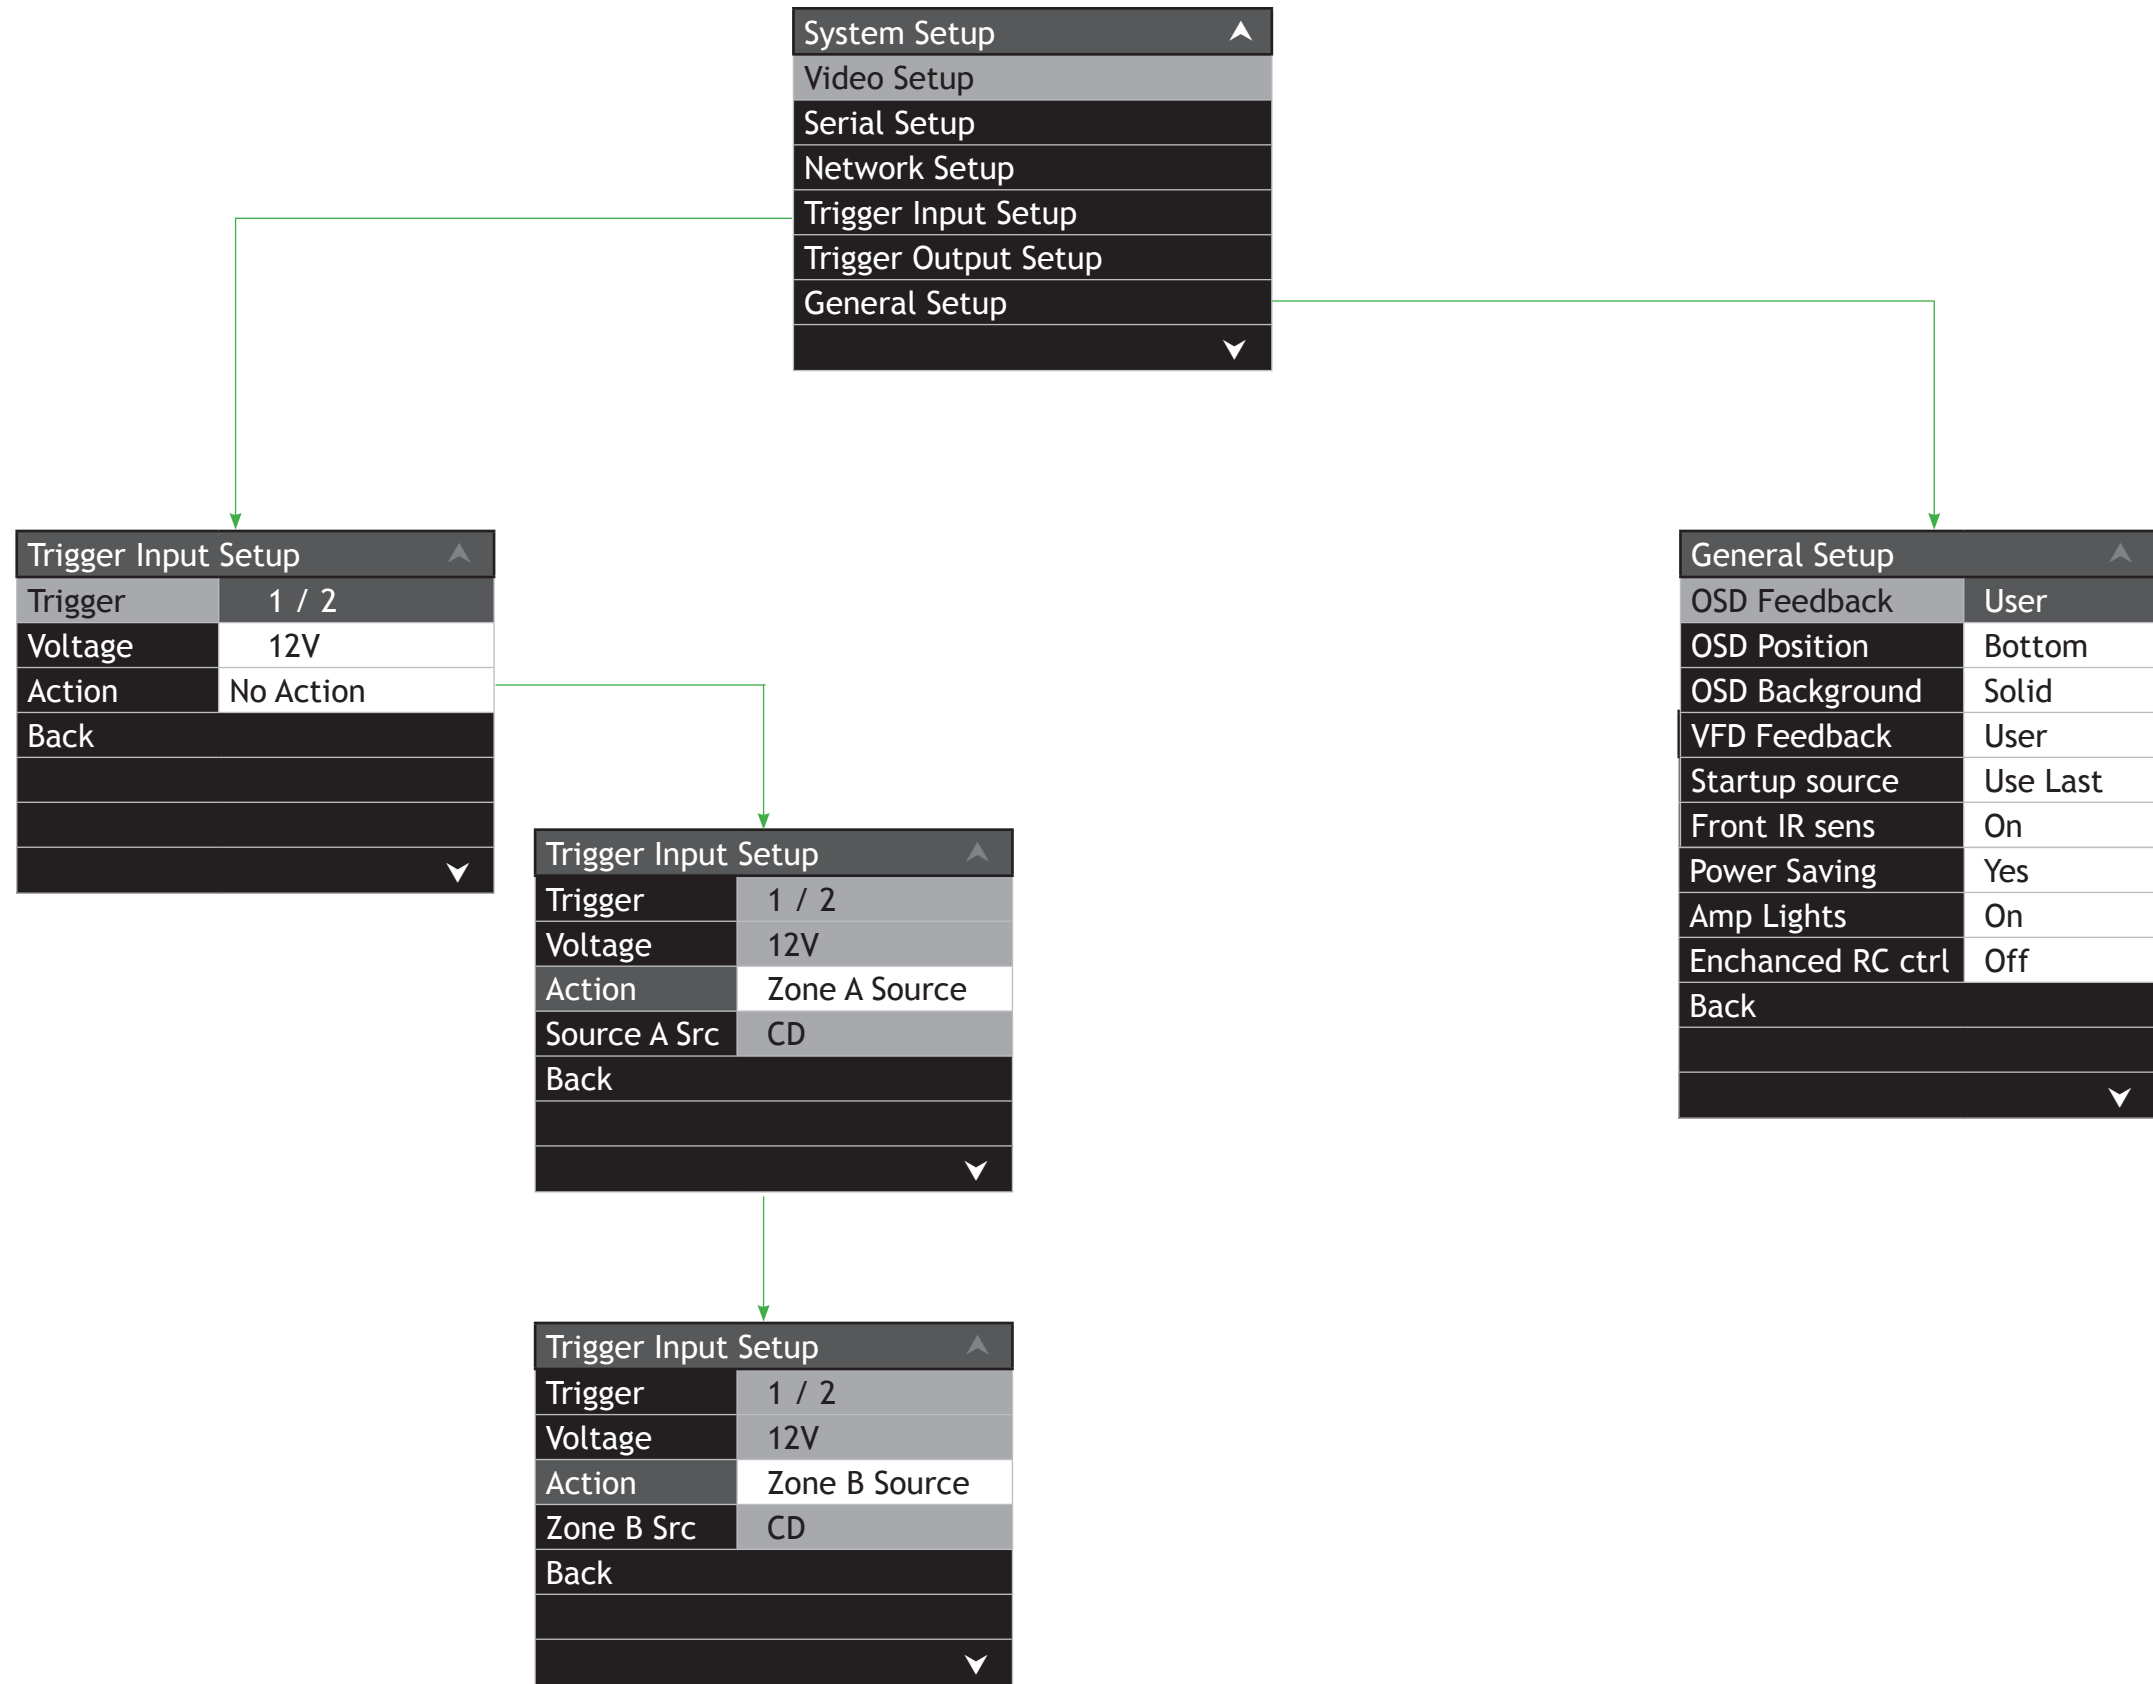 System Setup
Video Setup
Serial Setup
Network Setup
Trigger Input Setup
Trigger Output Setup
General Setup
Trigger Input Setup
Trigger 1 / 2
Voltage 12V
Action No Action
Back
Trigger Input Setup
Trigger 1 / 2
Voltage 12V
Action Zone A Source
Source A Src CD
Back
Trigger Input Setup
Trigger 1 / 2
Voltage 12V
Action Zone B Source
Zone B Src CD
Back
General Setup
OSD Feedback User
OSD Position Bottom
OSD Background Solid
VFD Feedback User
Startup source Use Last
Front IR sens On
Power Saving Yes
Amp Lights On
Enchanced RC ctrl Off
Back